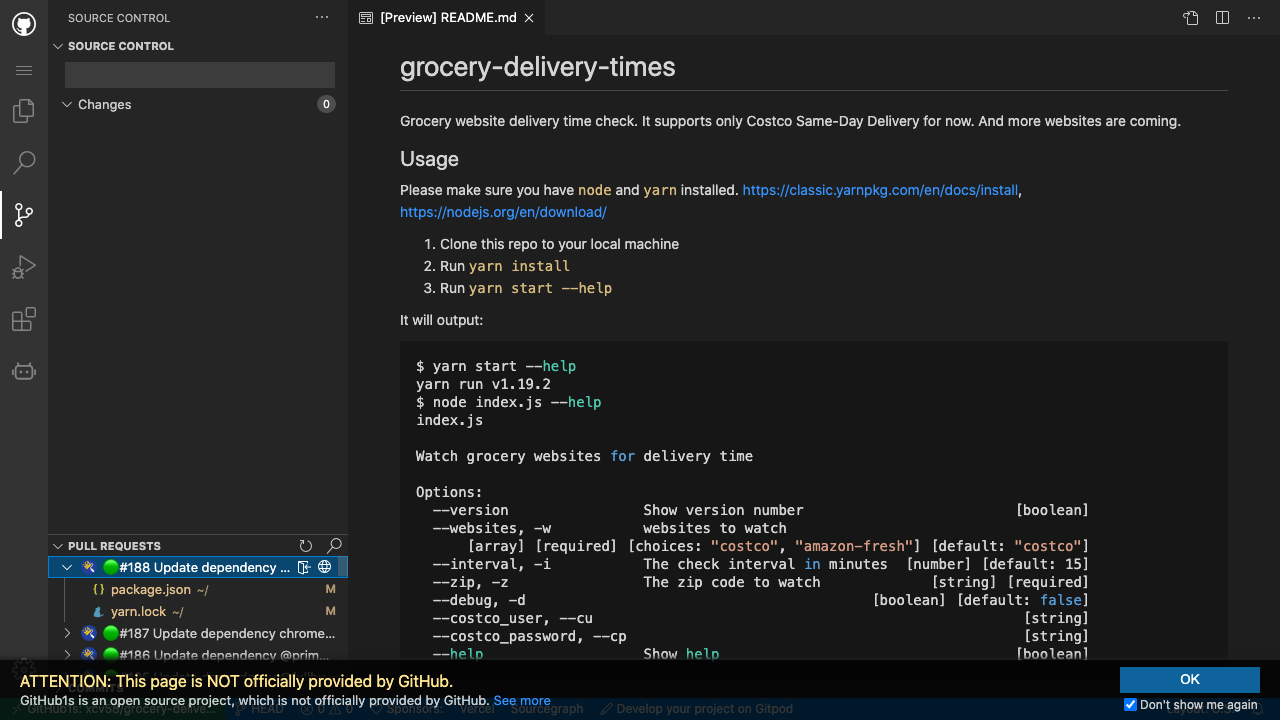 SOURCE CONTROL
SOURCE CONTROL
Changes 0
PULL REQUESTS
#188 Update dependency ...
package.json ~/ M
yarn.lock ~/ M
#187 Update dependency chrome...
#186 Update dependency @prim...
COMMITS
[Preview] README.md
grocery-delivery-times
Grocery website delivery time check. It supports only Costco Same-Day Delivery for now. And more websites are coming.
Usage
Please make sure you have node and yarn installed. https://classic.yarnpkg.com/en/docs/install,
https://nodejs.org/en/download/
1. Clone this repo to your local machine
2. Run yarn install
3. Run yarn start --help
It will output:
$ yarn start --help
yarn run v1.19.2
$ node index.js --help
index.js
Watch grocery websites for delivery time
Options:
--version Show version number [boolean]
--websites, -w websites to watch
[array] [required] [choices: "costco", "amazon-fresh"] [default: "costco"]
--interval, -i The check interval in minutes [number] [default: 15]
--zip, -z The zip code to watch [string] [required]
--debug, -d [boolean] [default: false]
--costco_user, --cu [string]
--costco_password, --cp [string]
--help Show help [boolean]
ATTENTION: This page is NOT officially provided by GitHub.
GitHub1s is an open source project, which is not officially provided by GitHub. See more
OK
Don't show me again
HEAD 0 0 Sponsors: Vercel Sourcegraph Develop your project on Gitpod